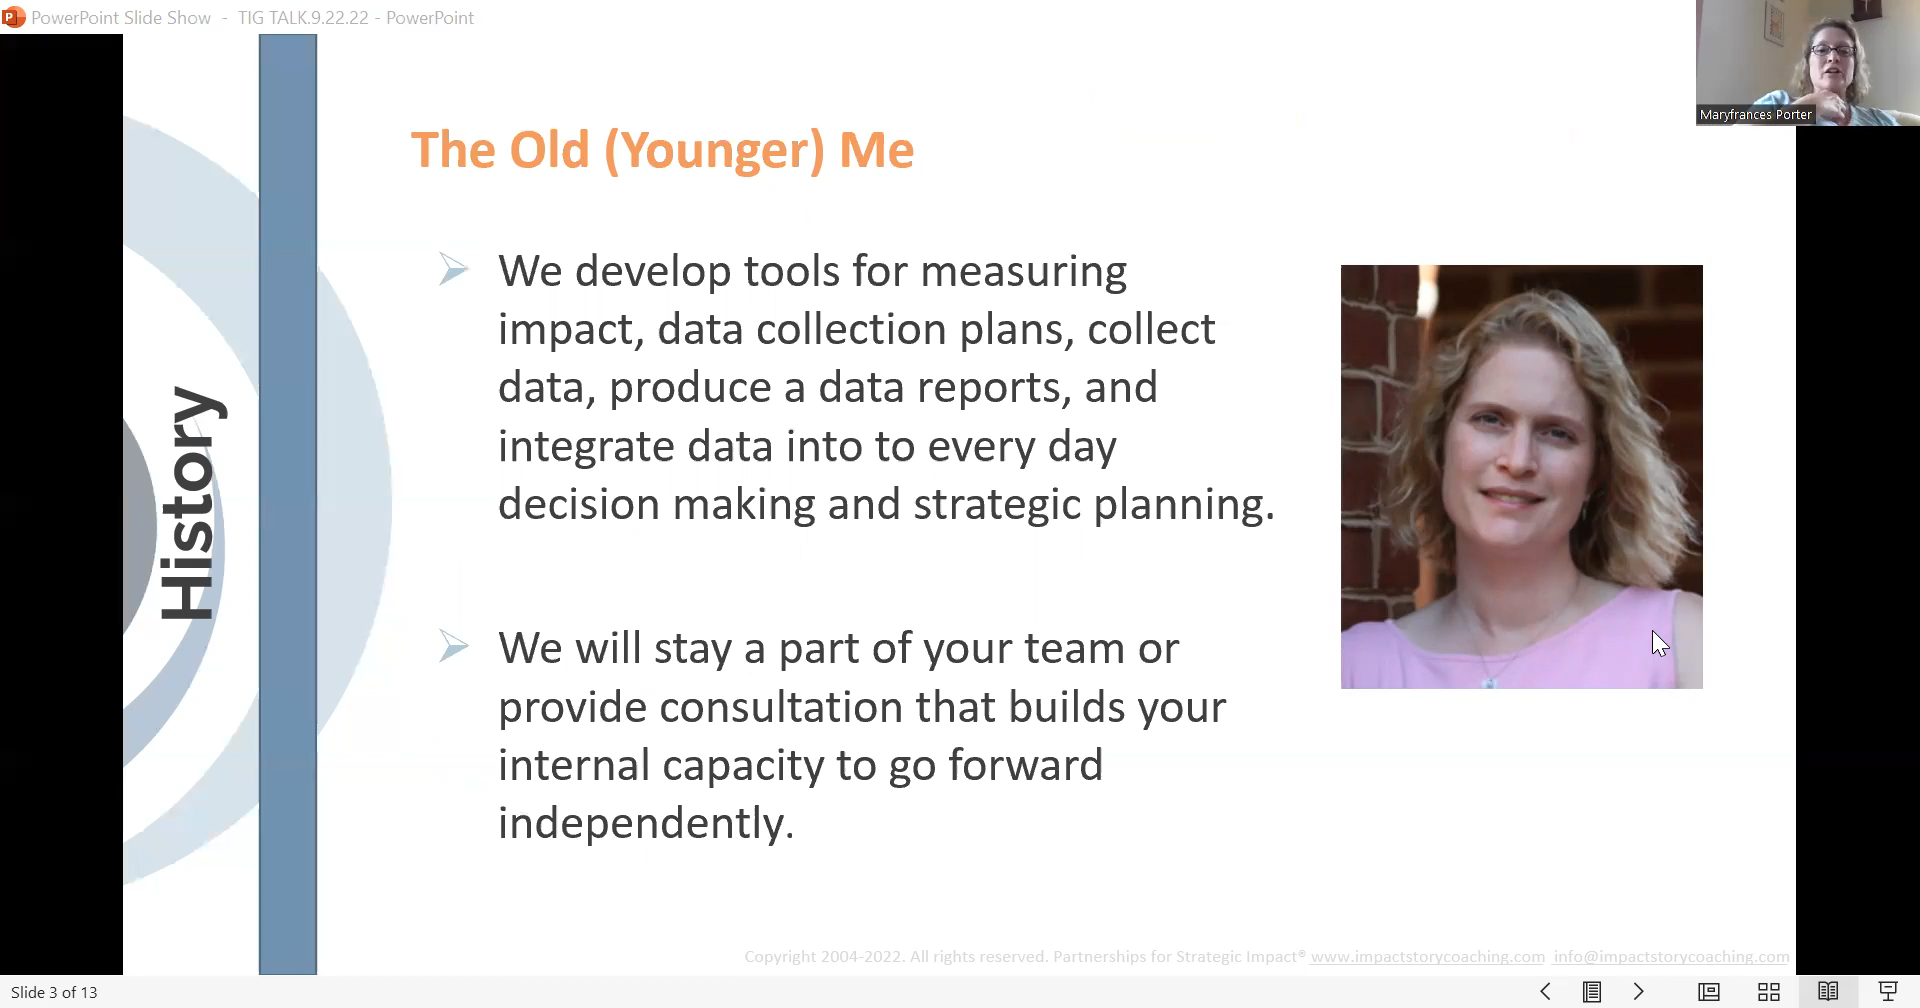 PowerPoint Slide Show - TIG TALK.9.22.22 - PowerPoint
Maryfrances Porter
History
The Old (Younger) Me
We develop tools for measuring
impact, data collection plans, collect
data, produce a data reports, and
integrate data into to every day
decision making and strategic planning.
We will stay a part of your team or
provide consultation that builds your
internal capacity to go forward
independently.
Copyright 2004-2022. All rights reserved. Partnerships for Strategic Impact® www.impactstorycoaching.com info@impactstorycoaching.com
Slide 3 of 13